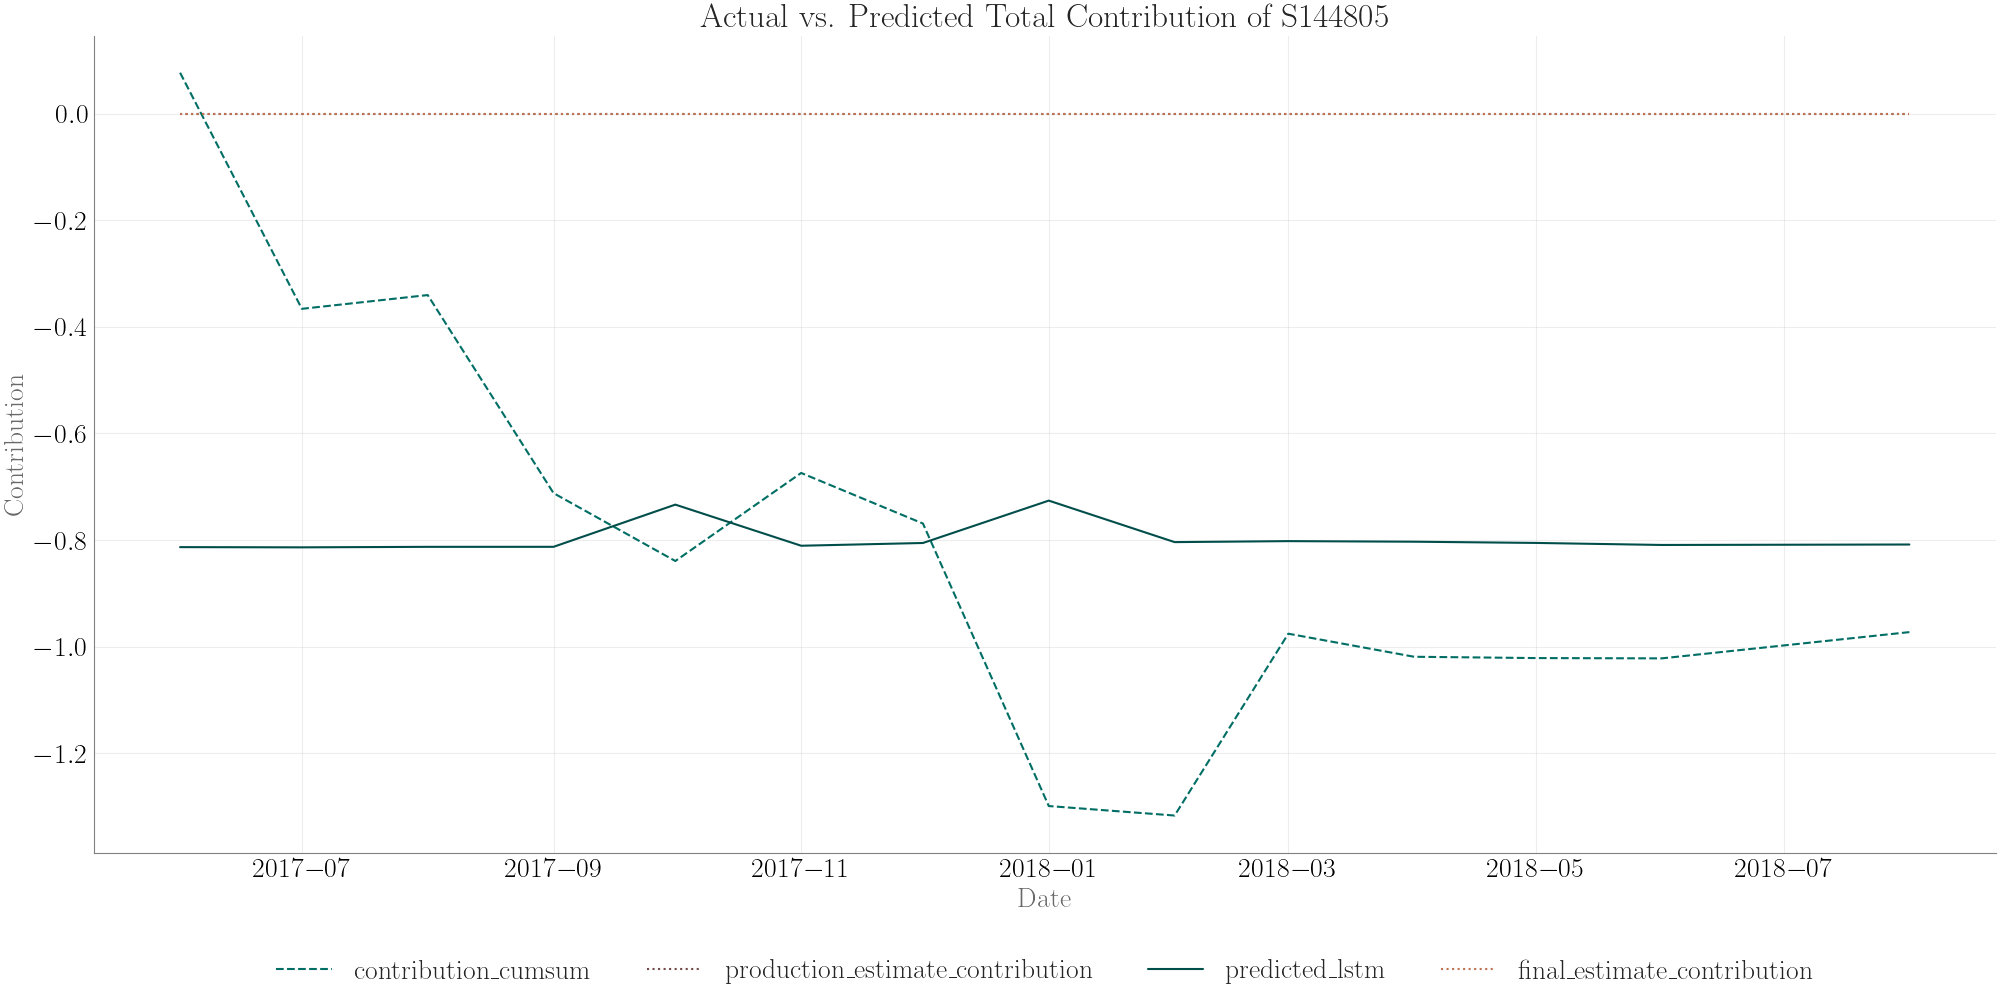 Actual vs. Predicted Total Contribution of S144805
Contribution
0.0
−0.2
−0.4
−0.6
−0.8
−1.0
−1.2
2017−07 2017−09 2017−11 2018−01 2018−03 2018−05 2018−07
Date
contribution_cumsum production_estimate_contribution predicted_lstm final_estimate_contribution